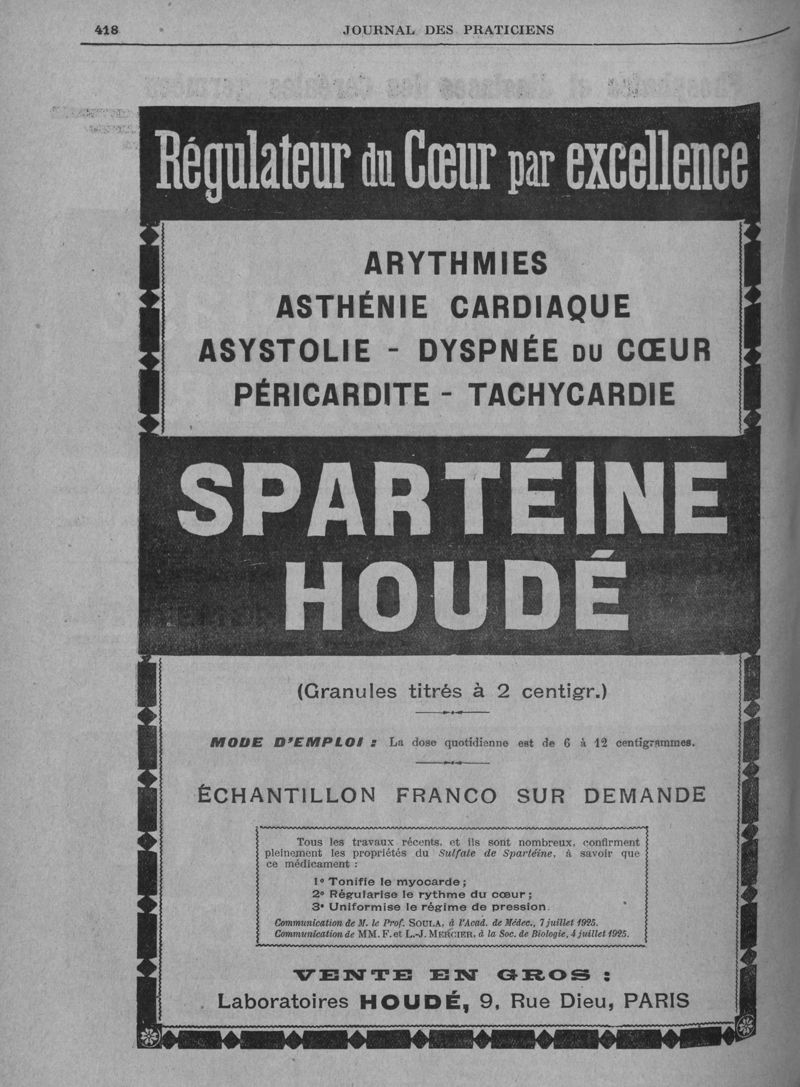 418
JOURNAL DES PRATICIENS
Régulateur du Cœur par excellence
ARYTHMIES
ASTHÉNIE CARDIAQUE
ASYSTOLIE - DYSPNÉE DU CŒUR
PÉRICARDITE - TACHYCARDIE
SPARTÉINE
HOUDÉ
(Granules titrés à 2 centigr.)
MODE D'EMPLOI : La dose quotidienne est de 6 à 12 centigrammes.
ÉCHANTILLON FRANCO SUR DEMANDE
Tous les travaux récents, et ils sont nombreux, confirment
pleinement les propriétés du Sulfate de Spartéine, à savoir que
ce médicament :
1° Tonifie le myocarde ;
2° Régularise le rythme du cœur ;
3° Uniformise le régime de pression.
Communication de M. le Prof. SOULA, à l'Acad. de Médec., 7 juillet 1925.
Communication de MM. F. et L.-J. MERCIER, à la Soc. de Biologie, 4 juillet 1925.
VENTE EN GROS :
Laboratoires HOUDÉ, 9, Rue Dieu, PARIS